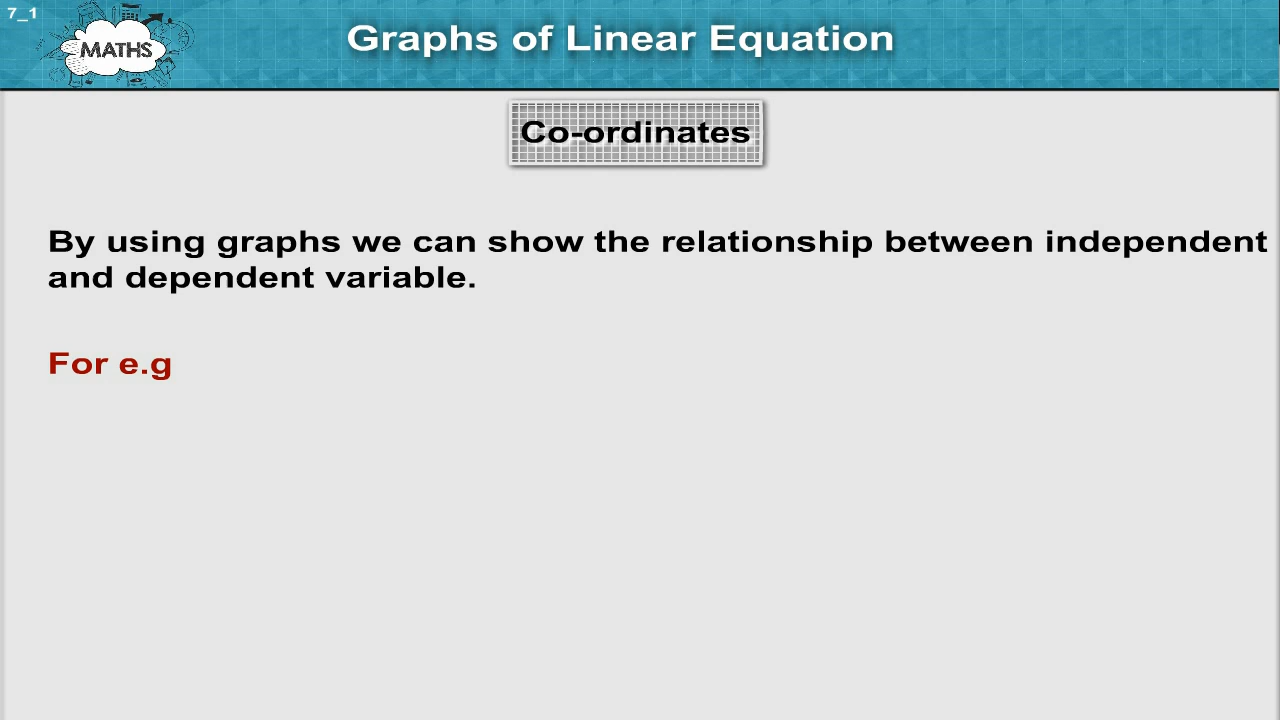 7_1
MATHS
Graphs of Linear Equation
Co-ordinates
By using graphs we can show the relationship between independent
and dependent variable.
For e.g